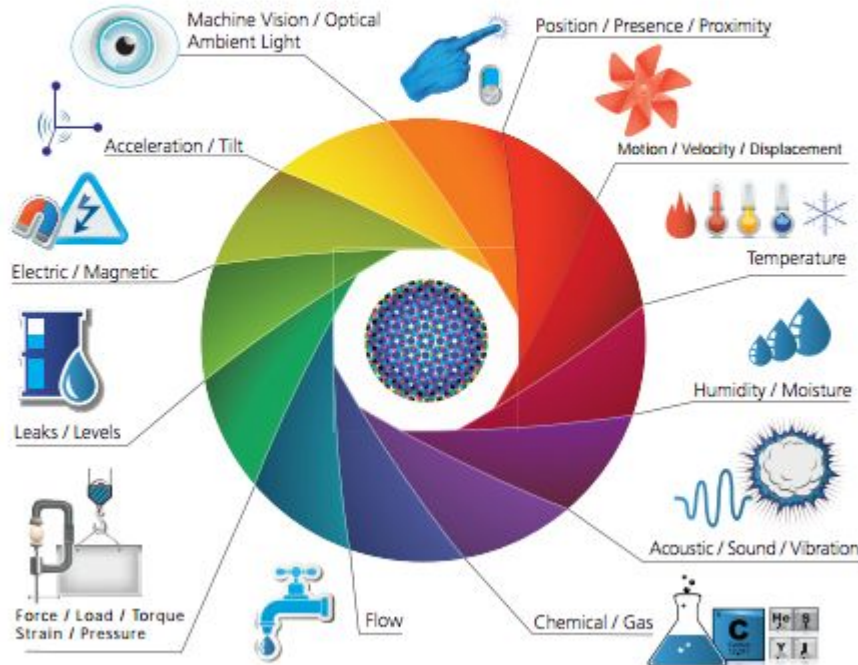 Machine Vision / Optical
Ambient Light
Position / Presence / Proximity
Motion / Velocity / Displacement
Acceleration / Tilt
Electric / Magnetic
Temperature
Humidity / Moisture
Leaks / Levels
Acoustic / Sound / Vibration
Force / Load / Torque
Strain / Pressure
Flow
Chemical / Gas
C